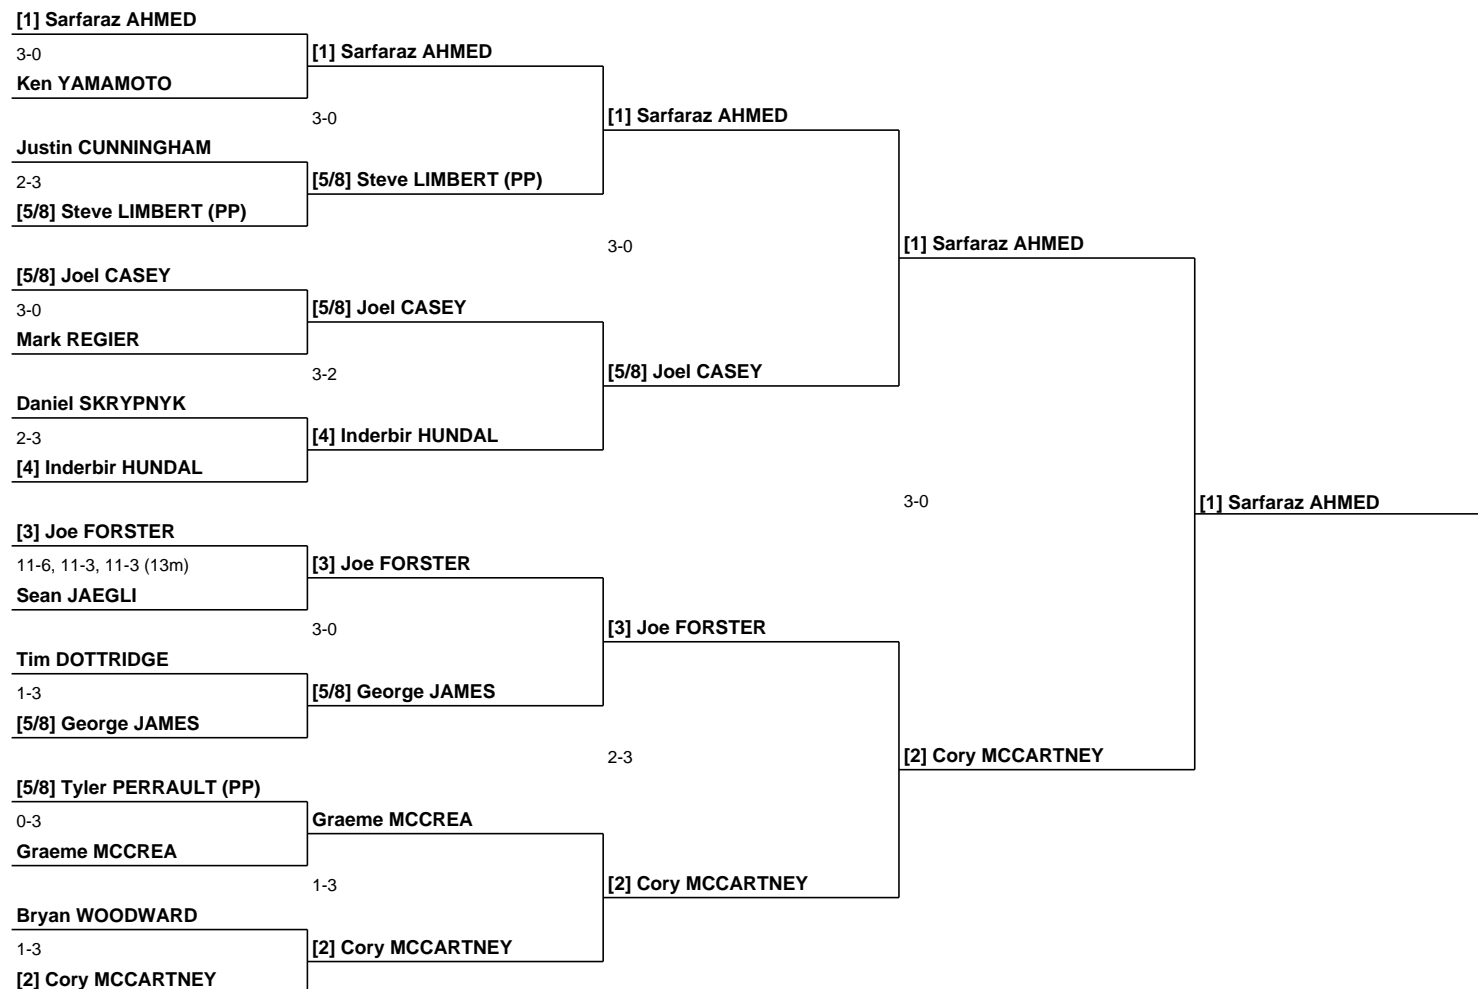 [1] Sarfaraz AHMED
3-0
Ken YAMAMOTO
Justin CUNNINGHAM
2-3
[5/8] Steve LIMBERT (PP)
[5/8] Joel CASEY
3-0
Mark REGIER
Daniel SKRYPNYK
2-3
[4] Inderbir HUNDAL
[3] Joe FORSTER
11-6, 11-3, 11-3 (13m)
Sean JAEGLI
Tim DOTTRIDGE
1-3
[5/8] George JAMES
[5/8] Tyler PERRAULT (PP)
0-3
Graeme MCCREA
Bryan WOODWARD
1-3
[2] Cory MCCARTNEY
[1] Sarfaraz AHMED
3-0
[5/8] Steve LIMBERT (PP)
[5/8] Joel CASEY
3-2
[4] Inderbir HUNDAL
[3] Joe FORSTER
3-0
[5/8] George JAMES
Graeme MCCREA
1-3
[2] Cory MCCARTNEY
[1] Sarfaraz AHMED
3-0
[5/8] Joel CASEY
[3] Joe FORSTER
2-3
[2] Cory MCCARTNEY
[1] Sarfaraz AHMED
3-0
[2] Cory MCCARTNEY
[1] Sarfaraz AHMED